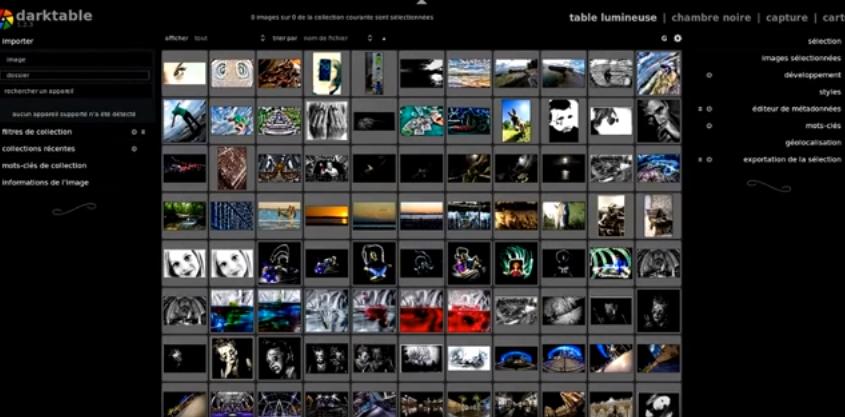 darktable
1.2.3
0 images sur 0 de la collection courante sont sélectionnées
table lumineuse | chambre noire | capture | cart
importer
image
dossier
rechercher un appareil
aucun appareil supporté n'a été détecté
filtres de collection
collections récentes
mots-clés de collection
informations de l'image
afficher tout
trier par nom de fichier
G
sélection
images sélectionnées
développement
styles
éditeur de métadonnées
mots-clés
géolocalisation
exportation de la sélection